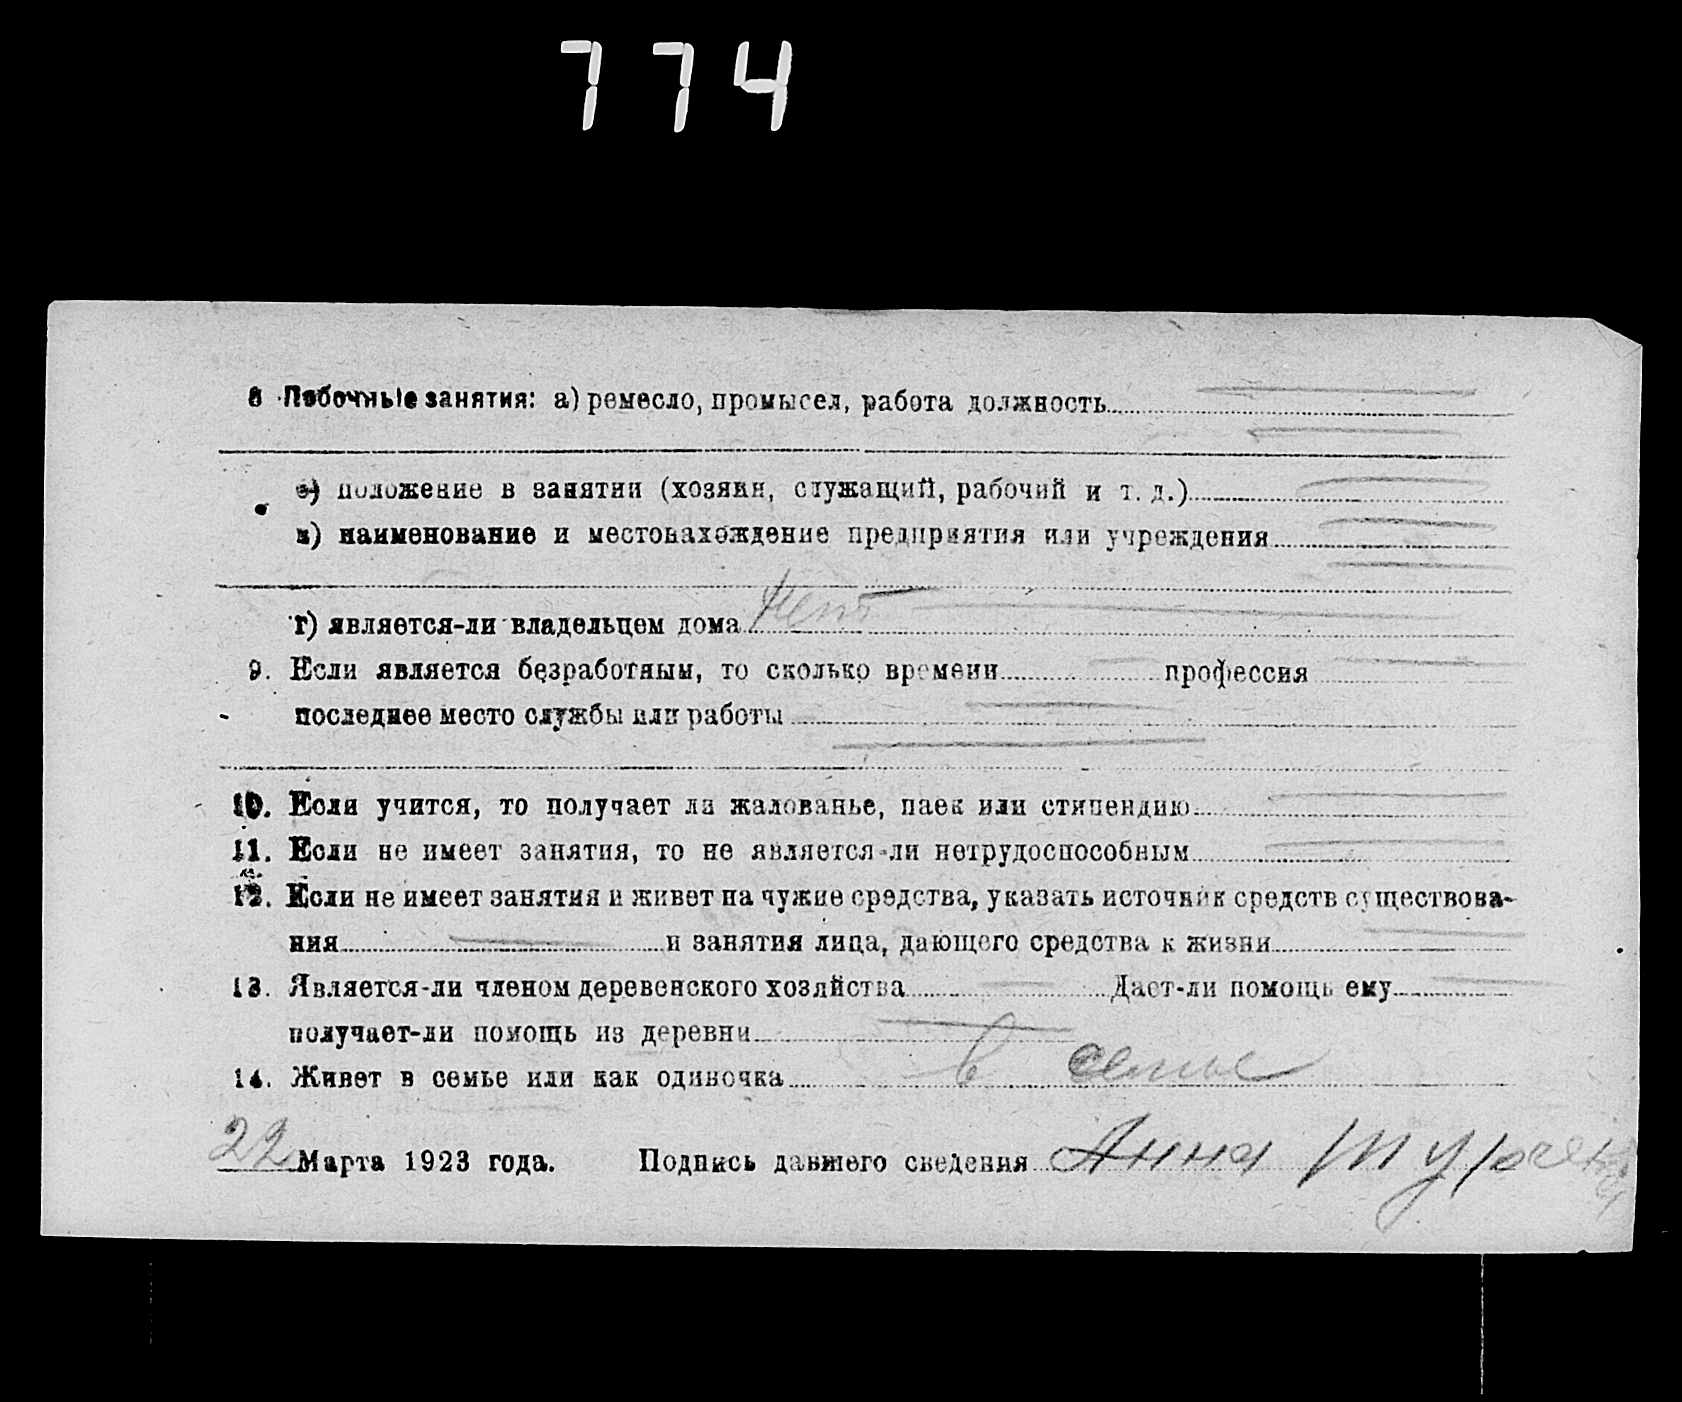 774
8 Побочные занятия: а) ремесло, промысел, работа должность
б) положение в занятии (хозяин, служащий, рабочий и т. д.)
в) наименование и местонахождение предприятия или учреждения
г) является-ли владельцем дома Нет
9. Если является безработным, то сколько времени профессия
последнее место службы или работы
10. Если учится, то получает ли жалованье, паек или стипендию
11. Если не имеет занятия, то не является-ли нетрудоспособным
12. Если не имеет занятия и живет на чужие средства, указать источник средств существова-
ния и занятия лица, дающего средства к жизни
13. Является-ли членом деревенского хозяйства Дает-ли помощь ему
получает-ли помощь из деревни
14. Живет в семье или как одиночка в семье
22 Марта 1923 года. Подпись давшего сведения Анна